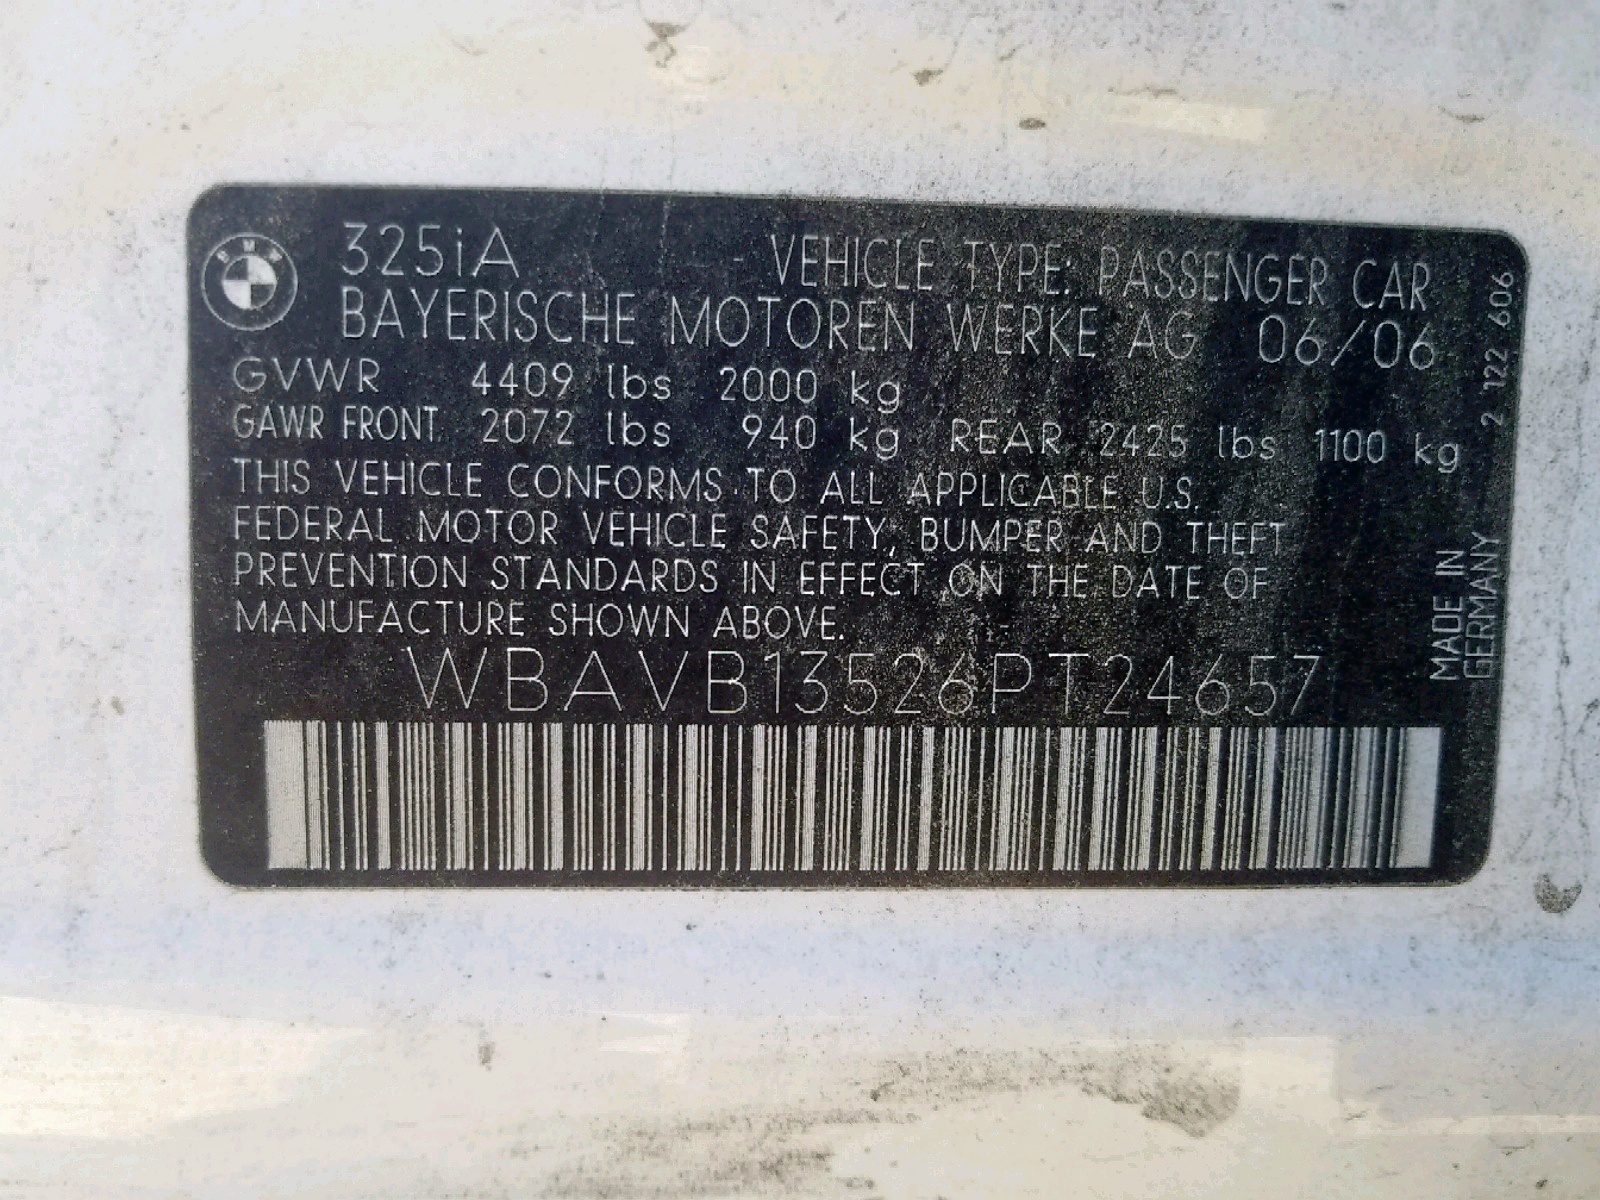 BMW
325iA VEHICLE TYPE: PASSENGER CAR
BAYERISCHE MOTOREN WERKE AG 06/06
GVWR 4409 lbs 2000 kg
GAWR FRONT 2072 lbs 940 kg REAR 2425 lbs 1100 kg
THIS VEHICLE CONFORMS TO ALL APPLICABLE U.S.
FEDERAL MOTOR VEHICLE SAFETY, BUMPER AND THEFT
PREVENTION STANDARDS IN EFFECT ON THE DATE OF
MANUFACTURE SHOWN ABOVE.
WBAVB13526PT24657
MADE IN
GERMANY 2 122 606